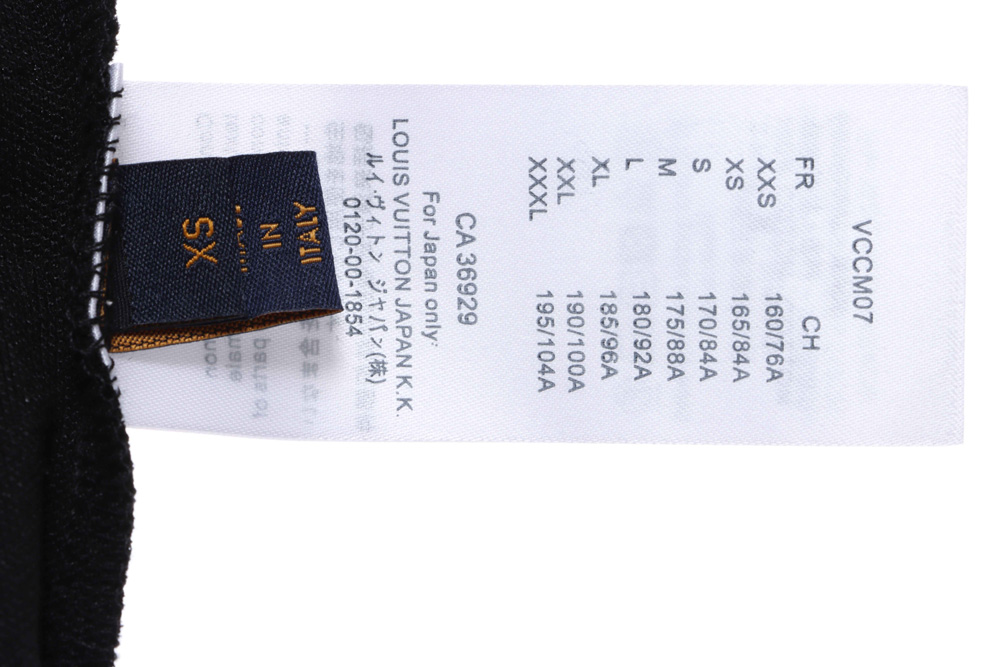 VCCM07
FR CH
XXS 160/76A
XS 165/84A
S 170/84A
M 175/88A
L 180/92A
XL 185/96A
XXL 190/100A
XXXL 195/104A
CA 36929
For Japan only:
LOUIS VUITTON JAPAN K.K.
ルイ・ヴィトン ジャパン(株)
0120-00-1854
XS
IN
ITALY